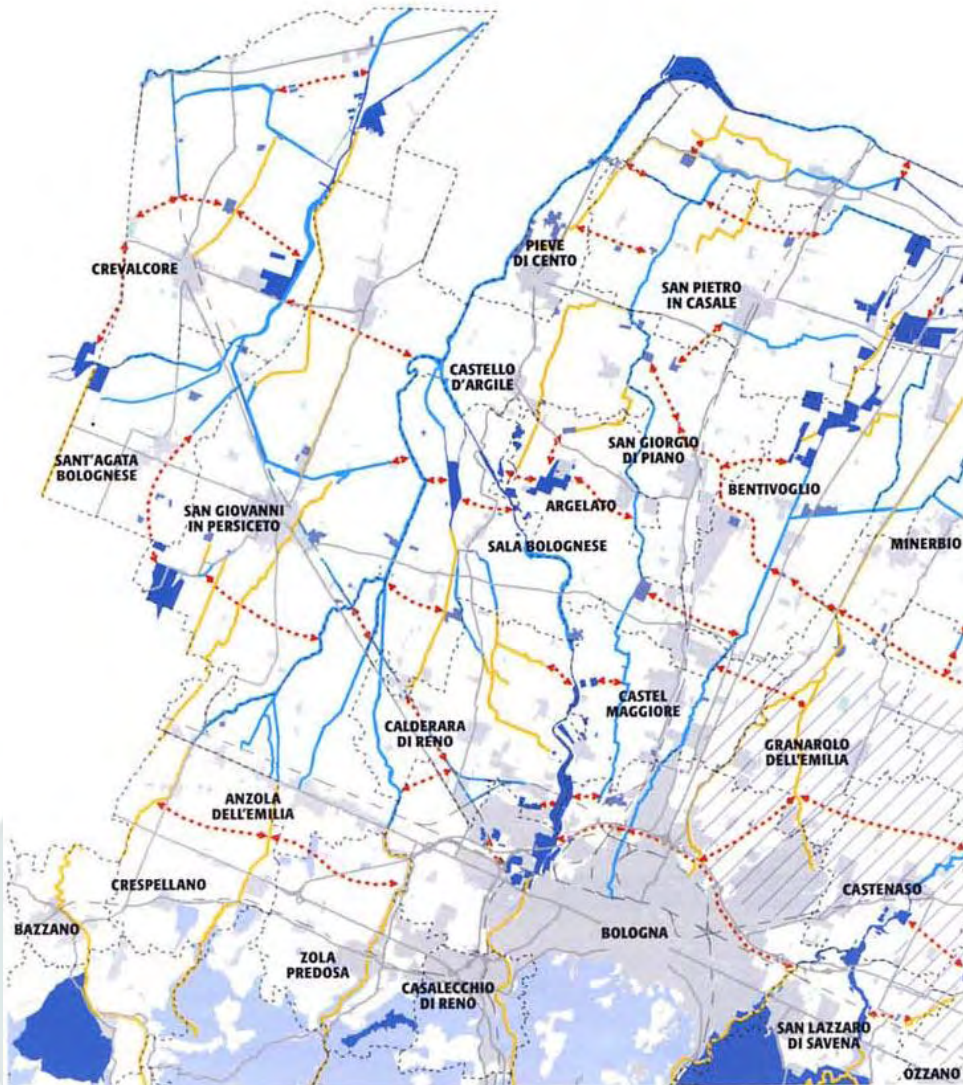 PIEVE
DI CENTO
CREVALCORE
SAN PIETRO
IN CASALE
CASTELLO
D'ARGILE
SAN GIORGIO
DI PIANO
SANT'AGATA
BOLOGNESE
BENTIVOGLIO
SAN GIOVANNI
IN PERSICETO
ARGELATO
SALA BOLOGNESE
MINERBIO
CASTEL
MAGGIORE
CALDERARA
DI RENO
GRANAROLO
DELL'EMILIA
ANZOLA
DELL'EMILIA
CRESPELLANO
CASTENASO
BAZZANO
BOLOGNA
ZOLA
PREDOSA
CASALECCHIO
DI RENO
SAN LAZZARO
DI SAVENA
OZZANO